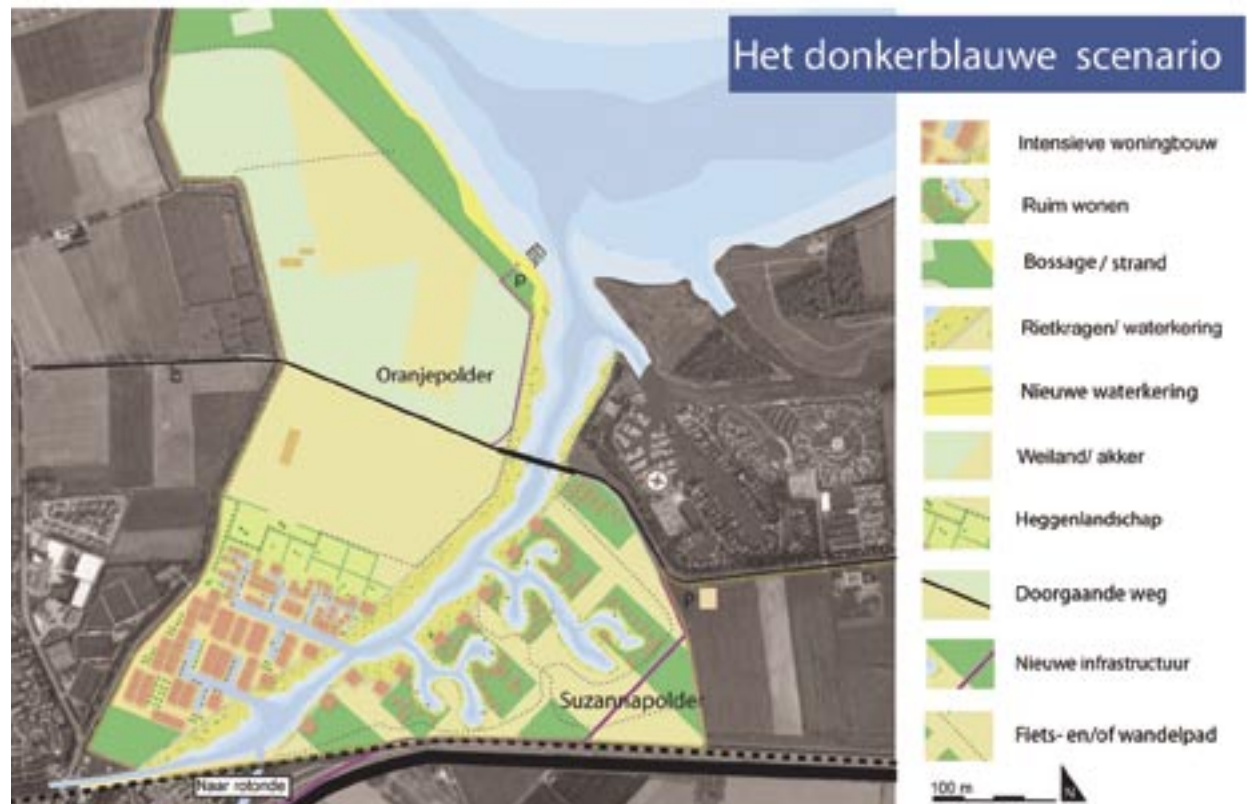 Het donkerblauwe scenario
Intensieve woningbouw
Ruim wonen
Bossage / strand
Rietkragen/ waterkering
Nieuwe waterkering
Weiland/ akker
Heggenlandschap
Doorgaande weg
Nieuwe infrastructuur
Fiets- en/of wandelpad
100 m
N
P
Oranjepolder
P
Suzannapolder
Naar rotonde